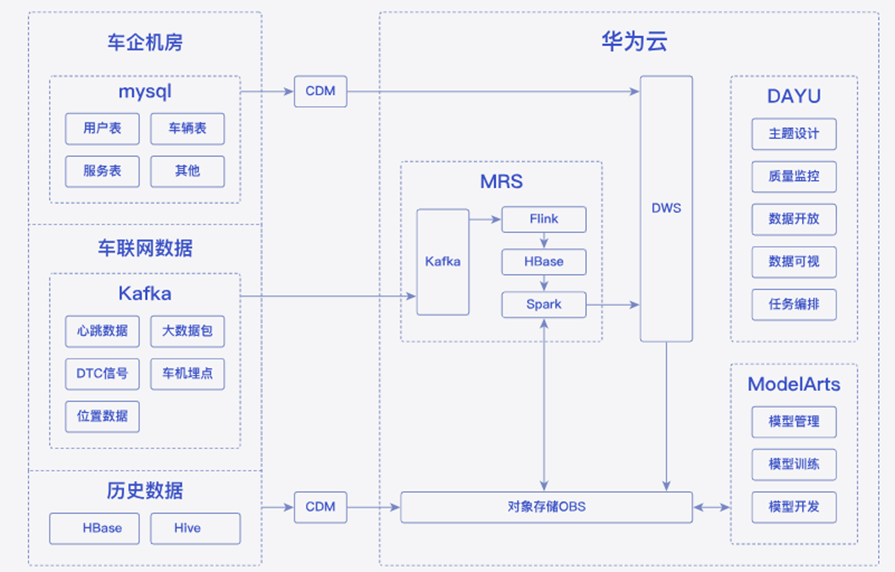 车企机房
mysql
用户表
车辆表
服务表
其他
车联网数据
Kafka
心跳数据
大数据包
DTC信号
车机埋点
位置数据
历史数据
HBase
Hive
CDM
CDM
华为云
MRS
Kafka
Flink
HBase
Spark
DWS
对象存储OBS
DAYU
主题设计
质量监控
数据开放
数据可视
任务编排
ModelArts
模型管理
模型训练
模型开发